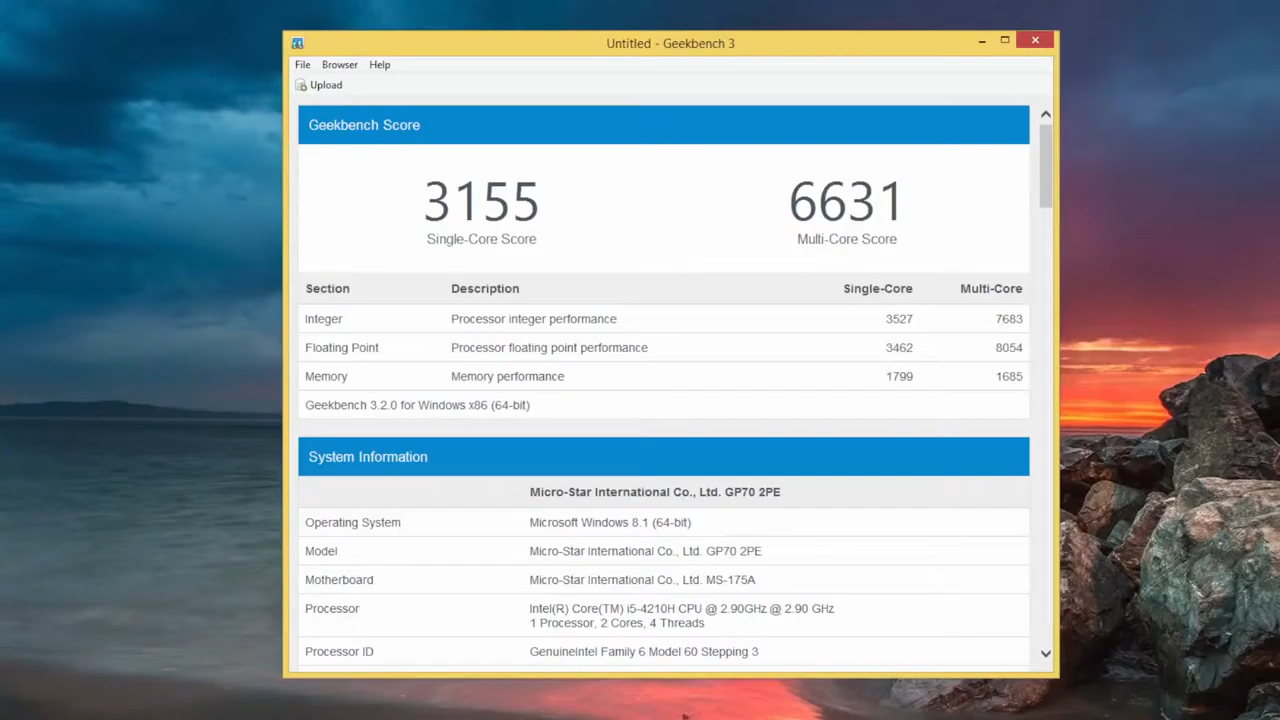 Untitled - Geekbench 3
File Browser Help
Upload
Geekbench Score
3155 6631
Single-Core Score Multi-Core Score
Section Description Single-Core Multi-Core
Integer Processor integer performance 3527 7683
Floating Point Processor floating point performance 3462 8054
Memory Memory performance 1799 1685
Geekbench 3.2.0 for Windows x86 (64-bit)
System Information
Micro-Star International Co., Ltd. GP70 2PE
Operating System Microsoft Windows 8.1 (64-bit)
Model Micro-Star International Co., Ltd. GP70 2PE
Motherboard Micro-Star International Co., Ltd. MS-175A
Processor Intel(R) Core(TM) i5-4210H CPU @ 2.90GHz @ 2.90 GHz
1 Processor, 2 Cores, 4 Threads
Processor ID GenuineIntel Family 6 Model 60 Stepping 3